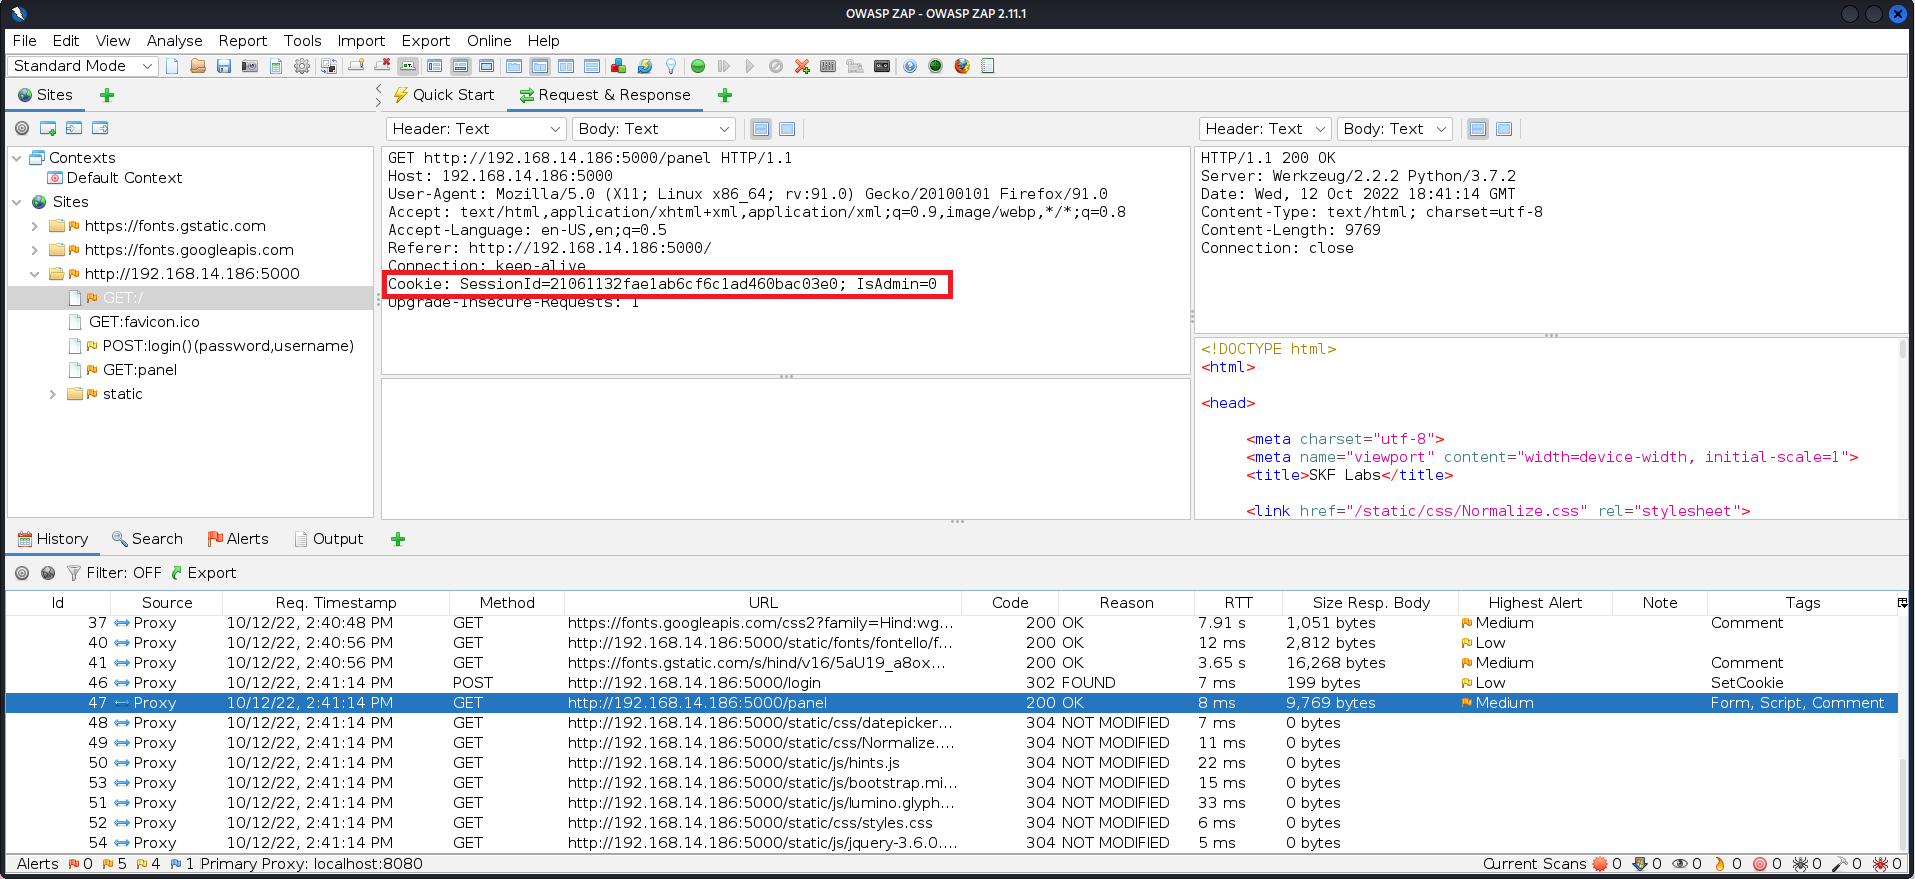 OWASP ZAP - OWASP ZAP 2.11.1
File Edit View Analyse Report Tools Import Export Online Help
Standard Mode
Sites
Quick Start Request & Response
Header: Text Body: Text
Header: Text Body: Text
Contexts
Default Context
Sites
https://fonts.gstatic.com
https://fonts.googleapis.com
http://192.168.14.186:5000
GET:/
GET:favicon.ico
POST:login()(password,username)
GET:panel
static
GET http://192.168.14.186:5000/panel HTTP/1.1
Host: 192.168.14.186:5000
User-Agent: Mozilla/5.0 (X11; Linux x86_64; rv:91.0) Gecko/20100101 Firefox/91.0
Accept: text/html,application/xhtml+xml,application/xml;q=0.9,image/webp,*/*;q=0.8
Accept-Language: en-US,en;q=0.5
Referer: http://192.168.14.186:5000/
Connection: keep-alive
Cookie: SessionId=21061132fae1ab6cf6c1ad460bac03e0; IsAdmin=0
Upgrade-Insecure-Requests: 1
HTTP/1.1 200 OK
Server: Werkzeug/2.2.2 Python/3.7.2
Date: Wed, 12 Oct 2022 18:41:14 GMT
Content-Type: text/html; charset=utf-8
Content-Length: 9769
Connection: close
<!DOCTYPE html>
<html>
<head>
<meta charset="utf-8">
<meta name="viewport" content="width=device-width, initial-scale=1">
<title>SKF Labs</title>
<link href="/static/css/Normalize.css" rel="stylesheet">
History Search Alerts Output
Filter: OFF Export
Id Source Req. Timestamp Method URL Code Reason RTT Size Resp. Body Highest Alert Note Tags
37 Proxy 10/12/22, 2:40:48 PM GET https://fonts.googleapis.com/css2?family=Hind:wg... 200 OK 7.91 s 1,051 bytes Medium Comment
40 Proxy 10/12/22, 2:40:56 PM GET http://192.168.14.186:5000/static/fonts/fontello/f... 200 OK 12 ms 2,812 bytes Low
41 Proxy 10/12/22, 2:40:56 PM GET https://fonts.gstatic.com/s/hind/v16/5aU19_a8ox... 200 OK 3.65 s 16,268 bytes Medium Comment
46 Proxy 10/12/22, 2:41:14 PM POST http://192.168.14.186:5000/login 302 FOUND 7 ms 199 bytes Low SetCookie
47 Proxy 10/12/22, 2:41:14 PM GET http://192.168.14.186:5000/panel 200 OK 8 ms 9,769 bytes Medium Form, Script, Comment
48 Proxy 10/12/22, 2:41:14 PM GET http://192.168.14.186:5000/static/css/datepicker... 304 NOT MODIFIED 7 ms 0 bytes
49 Proxy 10/12/22, 2:41:14 PM GET http://192.168.14.186:5000/static/css/Normalize.... 304 NOT MODIFIED 11 ms 0 bytes
50 Proxy 10/12/22, 2:41:14 PM GET http://192.168.14.186:5000/static/js/hints.js 304 NOT MODIFIED 22 ms 0 bytes
53 Proxy 10/12/22, 2:41:14 PM GET http://192.168.14.186:5000/static/js/bootstrap.mi... 304 NOT MODIFIED 15 ms 0 bytes
51 Proxy 10/12/22, 2:41:14 PM GET http://192.168.14.186:5000/static/js/lumino.glyph... 304 NOT MODIFIED 33 ms 0 bytes
52 Proxy 10/12/22, 2:41:14 PM GET http://192.168.14.186:5000/static/css/styles.css 304 NOT MODIFIED 6 ms 0 bytes
54 Proxy 10/12/22, 2:41:14 PM GET http://192.168.14.186:5000/static/js/jquery-3.6.0.... 304 NOT MODIFIED 5 ms 0 bytes
Alerts 0 5 4 1 Primary Proxy: localhost:8080 Current Scans 0 0 0 0 0 0 0 0